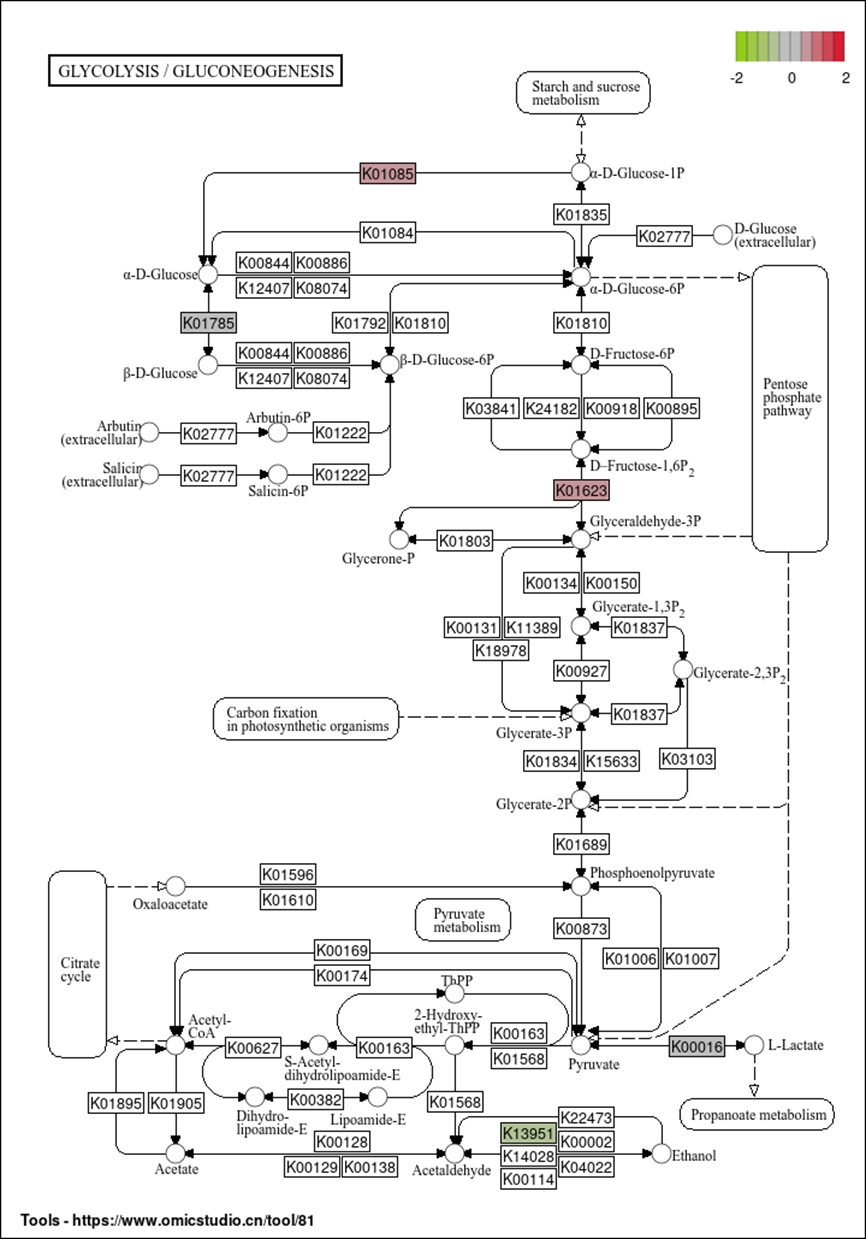 GLYCOLYSIS / GLUCONEOGENESIS
-2
0
2
Starch and sucrose
metabolism
K01085
α-D-Glucose-1P
K01835
K01084
K02777
D-Glucose
(extracellular)
α-D-Glucose
K00844 K00886
K12407 K08074
α-D-Glucose-6P
K01785
K01792 K01810
K01810
β-D-Glucose
K00844 K00886
K12407 K08074
β-D-Glucose-6P
D-Fructose-6P
Pentose
phosphate
pathway
K03841 K24182 K00918 K00895
Arbutin
(extracellular)
K02777
Arbutin-6P
K01222
Salicin
(extracellular)
K02777
Salicin-6P
K01222
D–Fructose-1,6P2
K01623
Glyceraldehyde-3P
Glycerone-P
K01803
K00134 K00150
Glycerate-1,3P2
K00131 K11389
K18978
K01837
K00927
Glycerate-2,3P2
Carbon fixation
in photosynthetic organisms
K01837
Glycerate-3P
K01834 K15633
K03103
Glycerate-2P
K01689
Phosphoenolpyruvate
K01596
K01610
Oxaloacetate
Pyruvate
metabolism
K00873
K01006 K01007
Citrate
cycle
K00169
K00174
ThPP
2-Hydroxy-
ethyl-ThPP
Acetyl-
CoA
K00627
S-Acetyl-
dihydrolipoamide-E
K00163
K00163
K01568
Pyruvate
K00016
L-Lactate
K01895 K01905
K00382
Dihydro-
lipoamide-E
Lipoamide-E
K01568
Propanoate metabolism
K22473
K13951
K00002
K14028
K04022
K00114
K00128
K00129 K00138
Acetate
Acetaldehyde
Ethanol
Tools - https://www.omicstudio.cn/tool/81